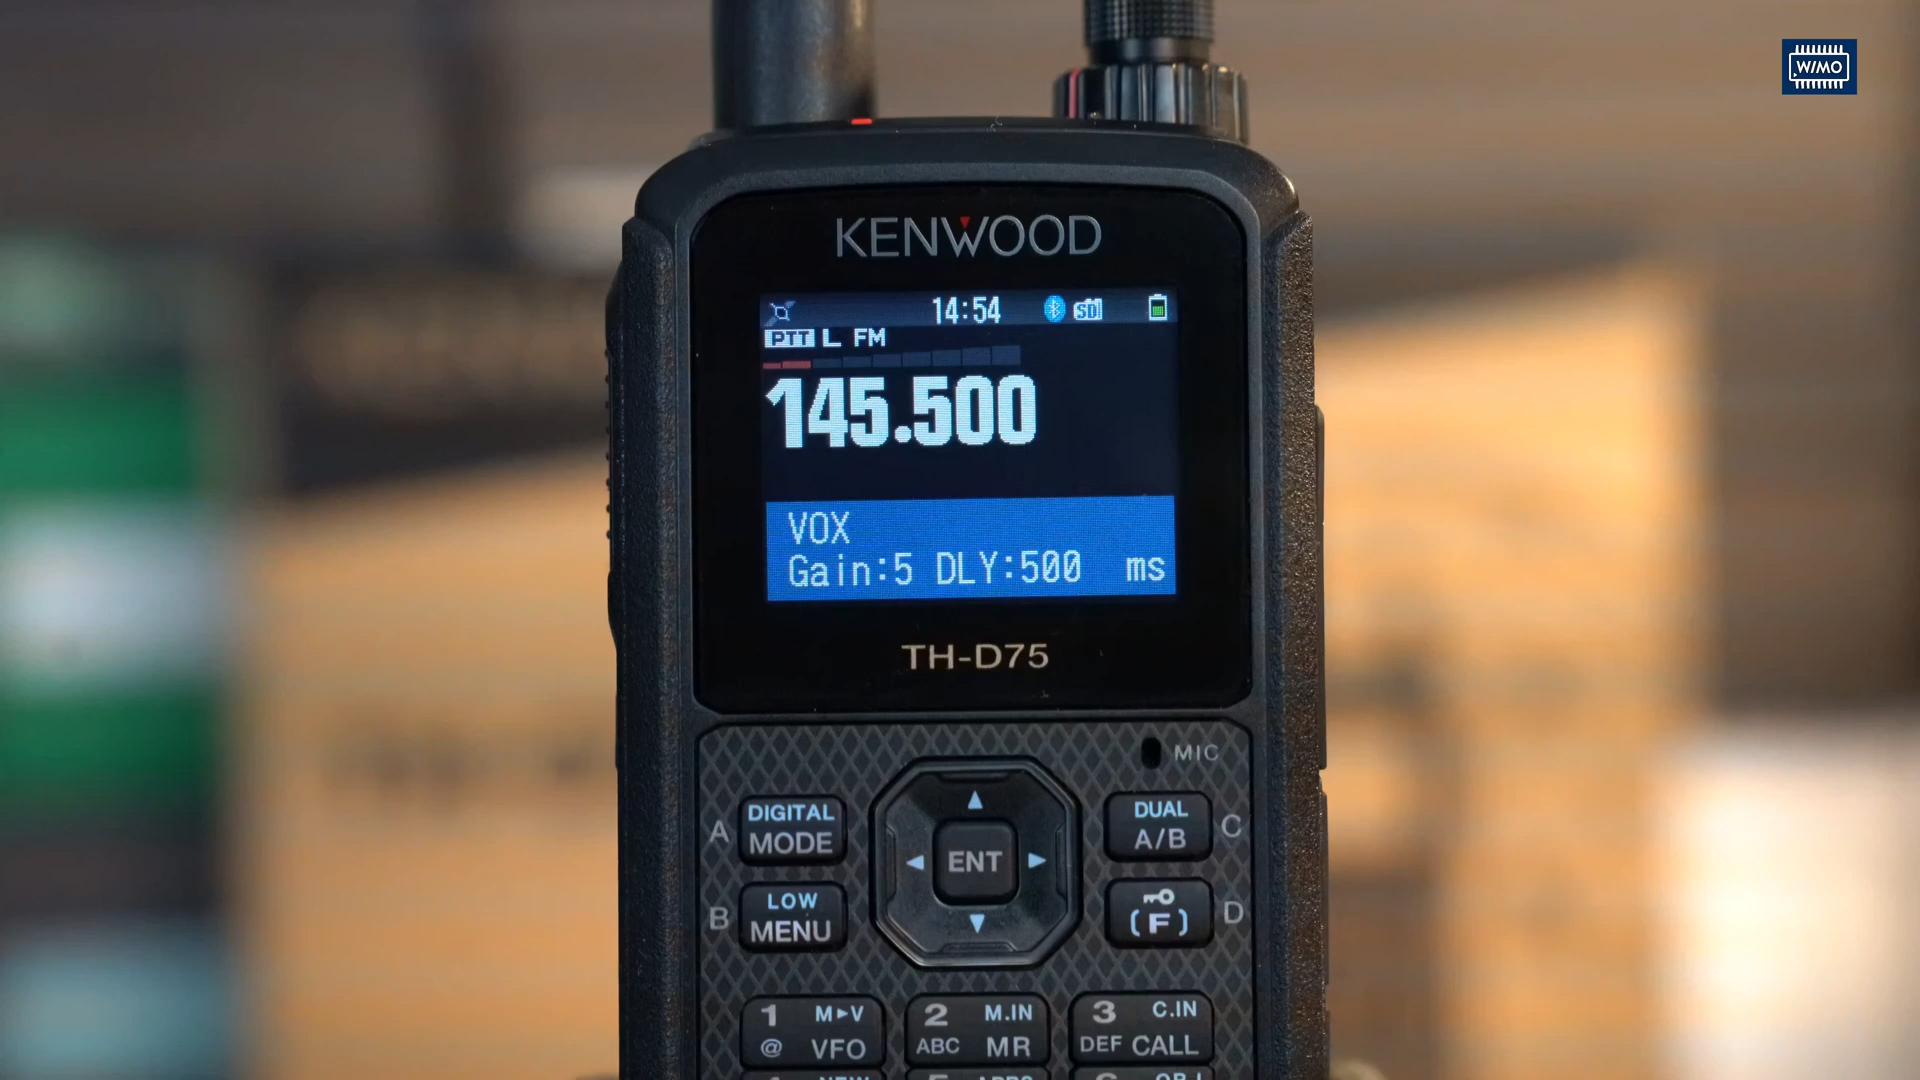 WiMO
KENWOOD
14:54 SD
PTT L FM
145.500
VOX
Gain:5 DLY:500 ms
TH-D75
MIC
A DIGITAL MODE
ENT
DUAL A/B C
B LOW MENU
(F) D
1 M▸V
@ VFO
2 M.IN
ABC MR
3 C.IN
DEF CALL